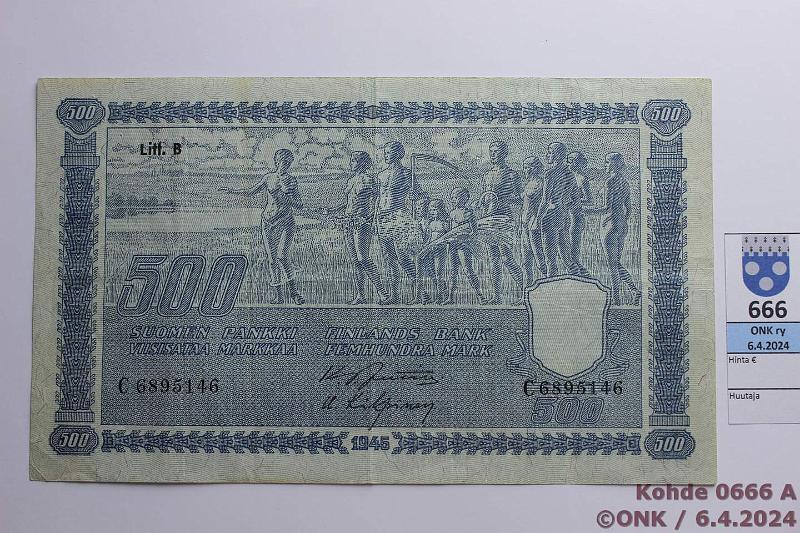 500
500
Litt. B
500
SUOMEN PANKKI
VIISISATAA MARKKAA
FINLANDS BANK
FEMHUNDRA MARK
C 6895146
C 6895146
500
500
1945
500
666
ONK ry
6.4.2024
Hinta €
Huutaja
Kohde 0666 A
©ONK / 6.4.2024